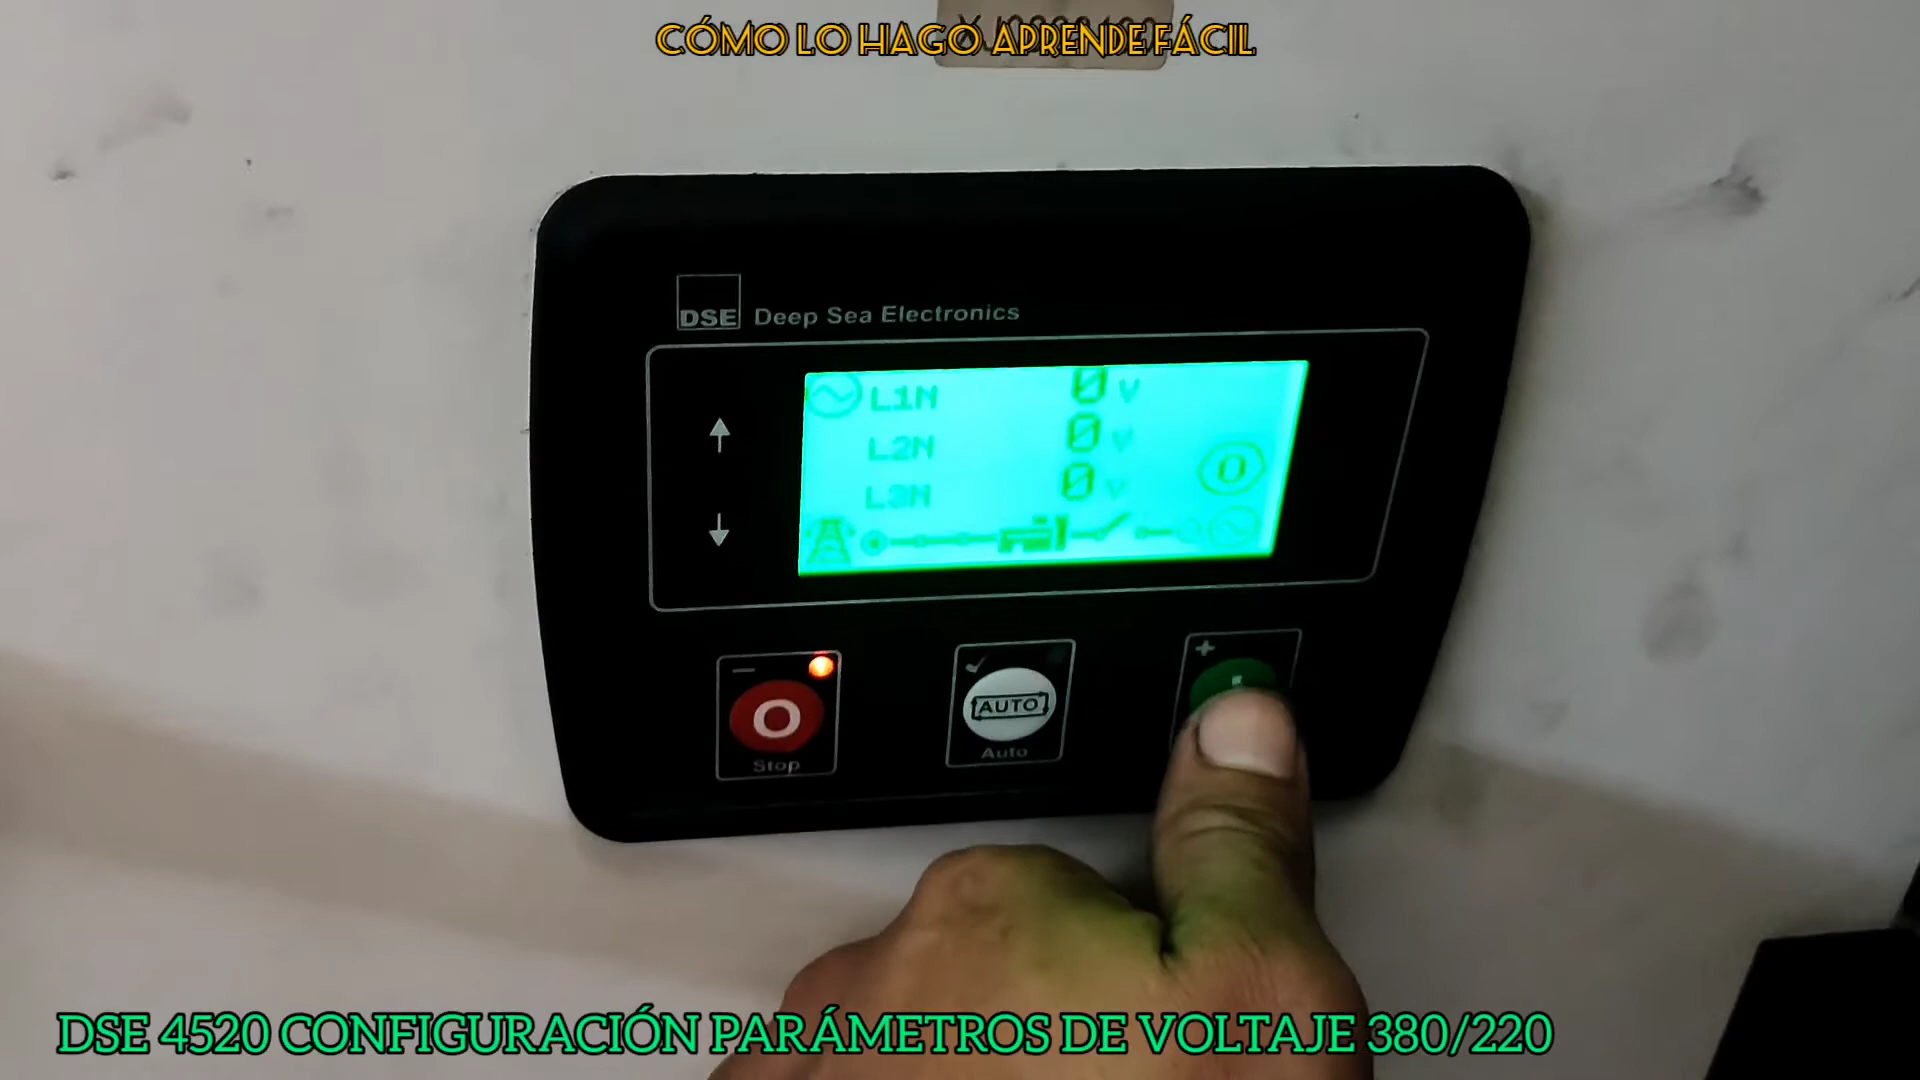 CÓMO LO HAGO APRENDE FÁCIL
DSE Deep Sea Electronics
L1N 0 V
L2N 0 V
L3N 0 V
0
O
Stop
AUTO
Auto
DSE 4520 CONFIGURACIÓN PARÁMETROS DE VOLTAJE 380/220